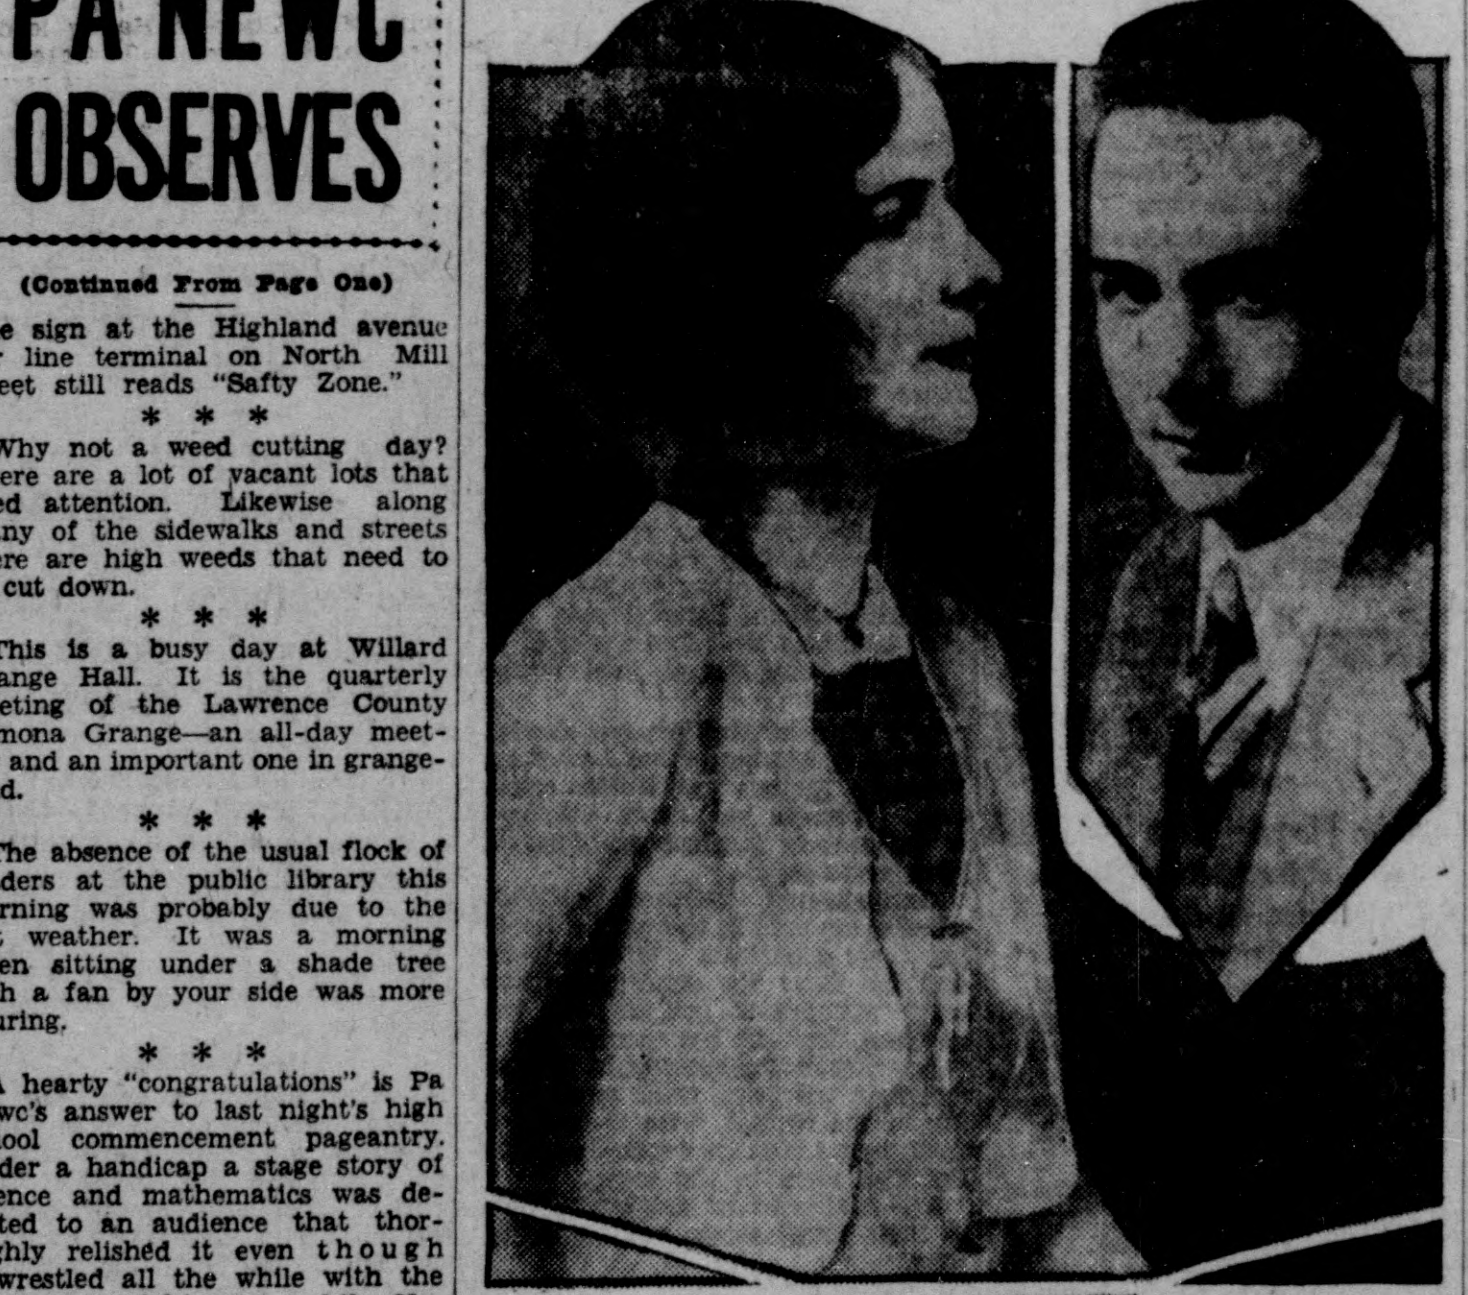 PA NEWC
OBSERVES
(Continued From Page One)
e sign at the Highland avenue
line terminal on North Mill
eet still reads "Safty Zone."
* * *
Why not a weed cutting day?
ere are a lot of vacant lots that
ed attention. Likewise along
ny of the sidewalks and streets
ere are high weeds that need to
cut down.
* * *
This is a busy day at Willard
ange Hall. It is the quarterly
eting of the Lawrence County
mona Grange—an all-day meet-
and an important one in grange-
d.
* * *
The absence of the usual flock of
ders at the public library this
rning was probably due to the
t weather. It was a morning
en sitting under a shade tree
h a fan by your side was more
uring.
* * *
A hearty "congratulations" is Pa
wc's answer to last night's high
ool commencement pageantry.
der a handicap a stage story of
ence and mathematics was de-
ted to an audience that thor-
ghly relished it even though
wrestled all the while with the